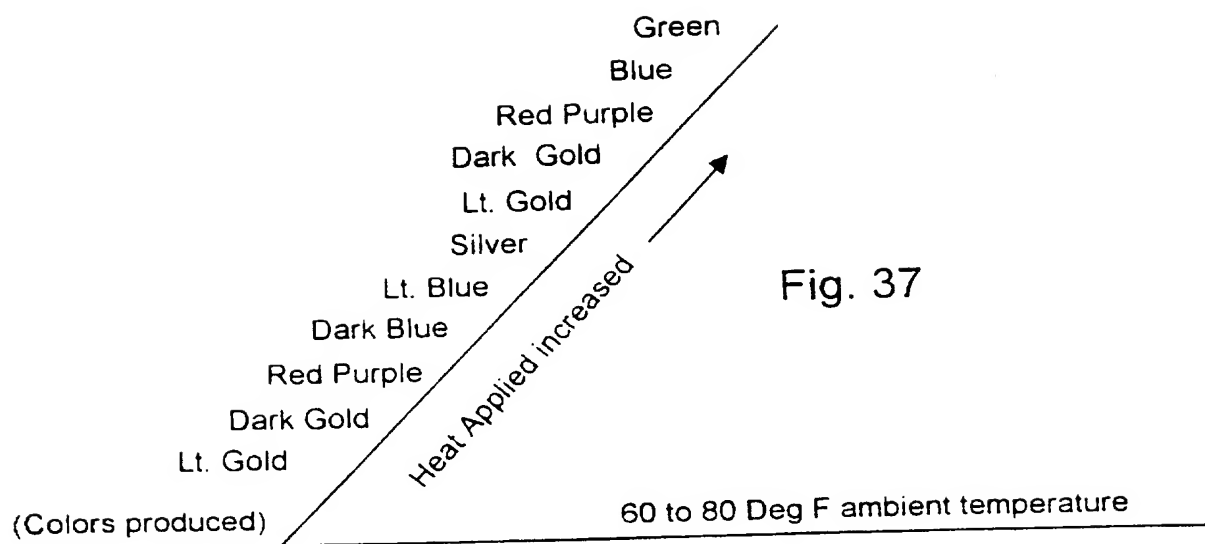 Green
Blue
Red Purple
Dark Gold
Lt. Gold
Silver
Lt. Blue
Dark Blue
Red Purple
Dark Gold
Lt. Gold
(Colors produced)
Heat Applied increased
Fig. 37
60 to 80 Deg F ambient temperature